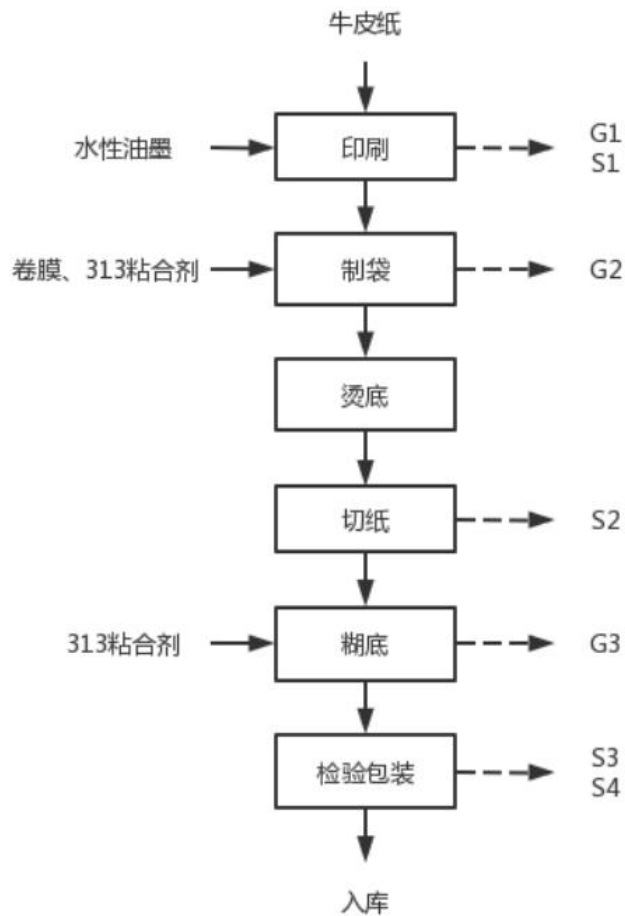 牛皮纸
水性油墨
印刷
G1
S1
卷膜、313粘合剂
制袋
G2
烫底
切纸
S2
313粘合剂
糊底
G3
检验包装
S3
S4
入库